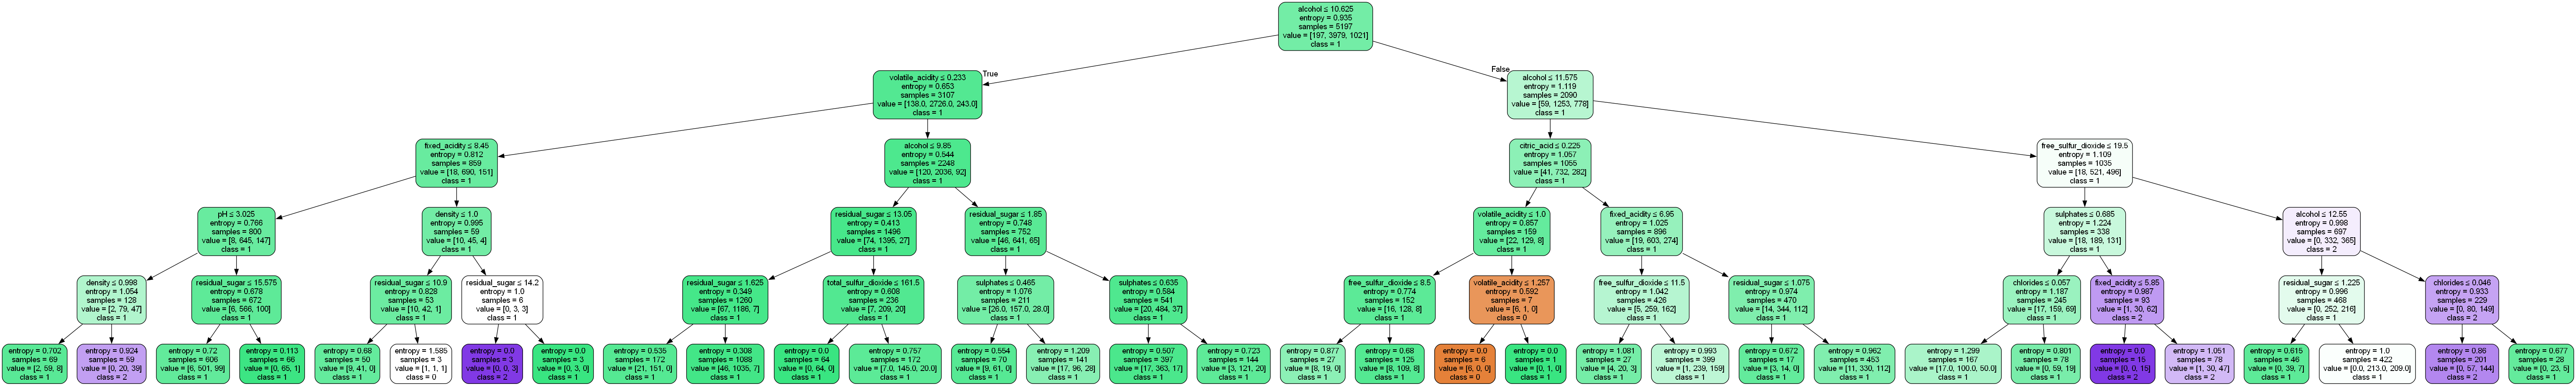 alcohol ≤ 10.625
entropy = 0.935
samples = 5197
value = [197, 3979, 1021]
class = 1
True
False
volatile_acidity ≤ 0.233
entropy = 0.653
samples = 3107
value = [138.0, 2726.0, 243.0]
class = 1
alcohol ≤ 11.575
entropy = 1.119
samples = 2090
value = [59, 1253, 778]
class = 1
fixed_acidity ≤ 8.45
entropy = 0.812
samples = 859
value = [18, 690, 151]
class = 1
alcohol ≤ 9.85
entropy = 0.544
samples = 2248
value = [120, 2036, 92]
class = 1
citric_acid ≤ 0.225
entropy = 1.057
samples = 1055
value = [41, 732, 282]
class = 1
free_sulfur_dioxide ≤ 19.5
entropy = 1.109
samples = 1035
value = [18, 521, 496]
class = 1
pH ≤ 3.025
entropy = 0.766
samples = 800
value = [8, 645, 147]
class = 1
density ≤ 1.0
entropy = 0.995
samples = 59
value = [10, 45, 4]
class = 1
residual_sugar ≤ 13.05
entropy = 0.413
samples = 1496
value = [74, 1395, 27]
class = 1
residual_sugar ≤ 1.85
entropy = 0.748
samples = 752
value = [46, 641, 65]
class = 1
volatile_acidity ≤ 1.0
entropy = 0.857
samples = 159
value = [22, 129, 8]
class = 1
fixed_acidity ≤ 6.95
entropy = 1.025
samples = 896
value = [19, 603, 274]
class = 1
sulphates ≤ 0.685
entropy = 1.224
samples = 338
value = [18, 189, 131]
class = 1
alcohol ≤ 12.55
entropy = 0.998
samples = 697
value = [0, 332, 365]
class = 2
density ≤ 0.998
entropy = 1.054
samples = 128
value = [2, 79, 47]
class = 1
residual_sugar ≤ 15.575
entropy = 0.678
samples = 672
value = [6, 566, 100]
class = 1
residual_sugar ≤ 10.9
entropy = 0.828
samples = 53
value = [10, 42, 1]
class = 1
residual_sugar ≤ 14.2
entropy = 1.0
samples = 6
value = [0, 3, 3]
class = 1
residual_sugar ≤ 1.625
entropy = 0.349
samples = 1260
value = [67, 1186, 7]
class = 1
total_sulfur_dioxide ≤ 161.5
entropy = 0.608
samples = 236
value = [7, 209, 20]
class = 1
sulphates ≤ 0.465
entropy = 1.076
samples = 211
value = [26.0, 157.0, 28.0]
class = 1
sulphates ≤ 0.635
entropy = 0.584
samples = 541
value = [20, 484, 37]
class = 1
free_sulfur_dioxide ≤ 8.5
entropy = 0.774
samples = 152
value = [16, 128, 8]
class = 1
volatile_acidity ≤ 1.257
entropy = 0.592
samples = 7
value = [6, 1, 0]
class = 0
free_sulfur_dioxide ≤ 11.5
entropy = 1.042
samples = 426
value = [5, 259, 162]
class = 1
residual_sugar ≤ 1.075
entropy = 0.974
samples = 470
value = [14, 344, 112]
class = 1
chlorides ≤ 0.057
entropy = 1.187
samples = 245
value = [17, 159, 69]
class = 1
fixed_acidity ≤ 5.85
entropy = 0.987
samples = 93
value = [1, 30, 62]
class = 2
residual_sugar ≤ 1.225
entropy = 0.996
samples = 468
value = [0, 252, 216]
class = 1
chlorides ≤ 0.046
entropy = 0.933
samples = 229
value = [0, 80, 149]
class = 2
entropy = 0.702
samples = 69
value = [2, 59, 8]
class = 1
entropy = 0.924
samples = 59
value = [0, 20, 39]
class = 2
entropy = 0.72
samples = 606
value = [6, 501, 99]
class = 1
entropy = 0.113
samples = 66
value = [0, 65, 1]
class = 1
entropy = 0.68
samples = 50
value = [9, 41, 0]
class = 1
entropy = 1.585
samples = 3
value = [1, 1, 1]
class = 0
entropy = 0.0
samples = 3
value = [0, 0, 3]
class = 2
entropy = 0.0
samples = 3
value = [0, 3, 0]
class = 1
entropy = 0.535
samples = 172
value = [21, 151, 0]
class = 1
entropy = 0.308
samples = 1088
value = [46, 1035, 7]
class = 1
entropy = 0.0
samples = 64
value = [0, 64, 0]
class = 1
entropy = 0.757
samples = 172
value = [7.0, 145.0, 20.0]
class = 1
entropy = 0.554
samples = 70
value = [9, 61, 0]
class = 1
entropy = 1.209
samples = 141
value = [17, 96, 28]
class = 1
entropy = 0.507
samples = 397
value = [17, 363, 17]
class = 1
entropy = 0.723
samples = 144
value = [3, 121, 20]
class = 1
entropy = 0.877
samples = 27
value = [8, 19, 0]
class = 1
entropy = 0.68
samples = 125
value = [8, 109, 8]
class = 1
entropy = 0.0
samples = 6
value = [6, 0, 0]
class = 0
entropy = 0.0
samples = 1
value = [0, 1, 0]
class = 1
entropy = 1.081
samples = 27
value = [4, 20, 3]
class = 1
entropy = 0.993
samples = 399
value = [1, 239, 159]
class = 1
entropy = 0.672
samples = 17
value = [3, 14, 0]
class = 1
entropy = 0.962
samples = 453
value = [11, 330, 112]
class = 1
entropy = 1.299
samples = 167
value = [17.0, 100.0, 50.0]
class = 1
entropy = 0.801
samples = 78
value = [0, 59, 19]
class = 1
entropy = 0.0
samples = 15
value = [0, 0, 15]
class = 2
entropy = 1.051
samples = 78
value = [1, 30, 47]
class = 2
entropy = 0.615
samples = 46
value = [0, 39, 7]
class = 1
entropy = 1.0
samples = 422
value = [0.0, 213.0, 209.0]
class = 1
entropy = 0.86
samples = 201
value = [0, 57, 144]
class = 2
entropy = 0.677
samples = 28
value = [0, 23, 5]
class = 1